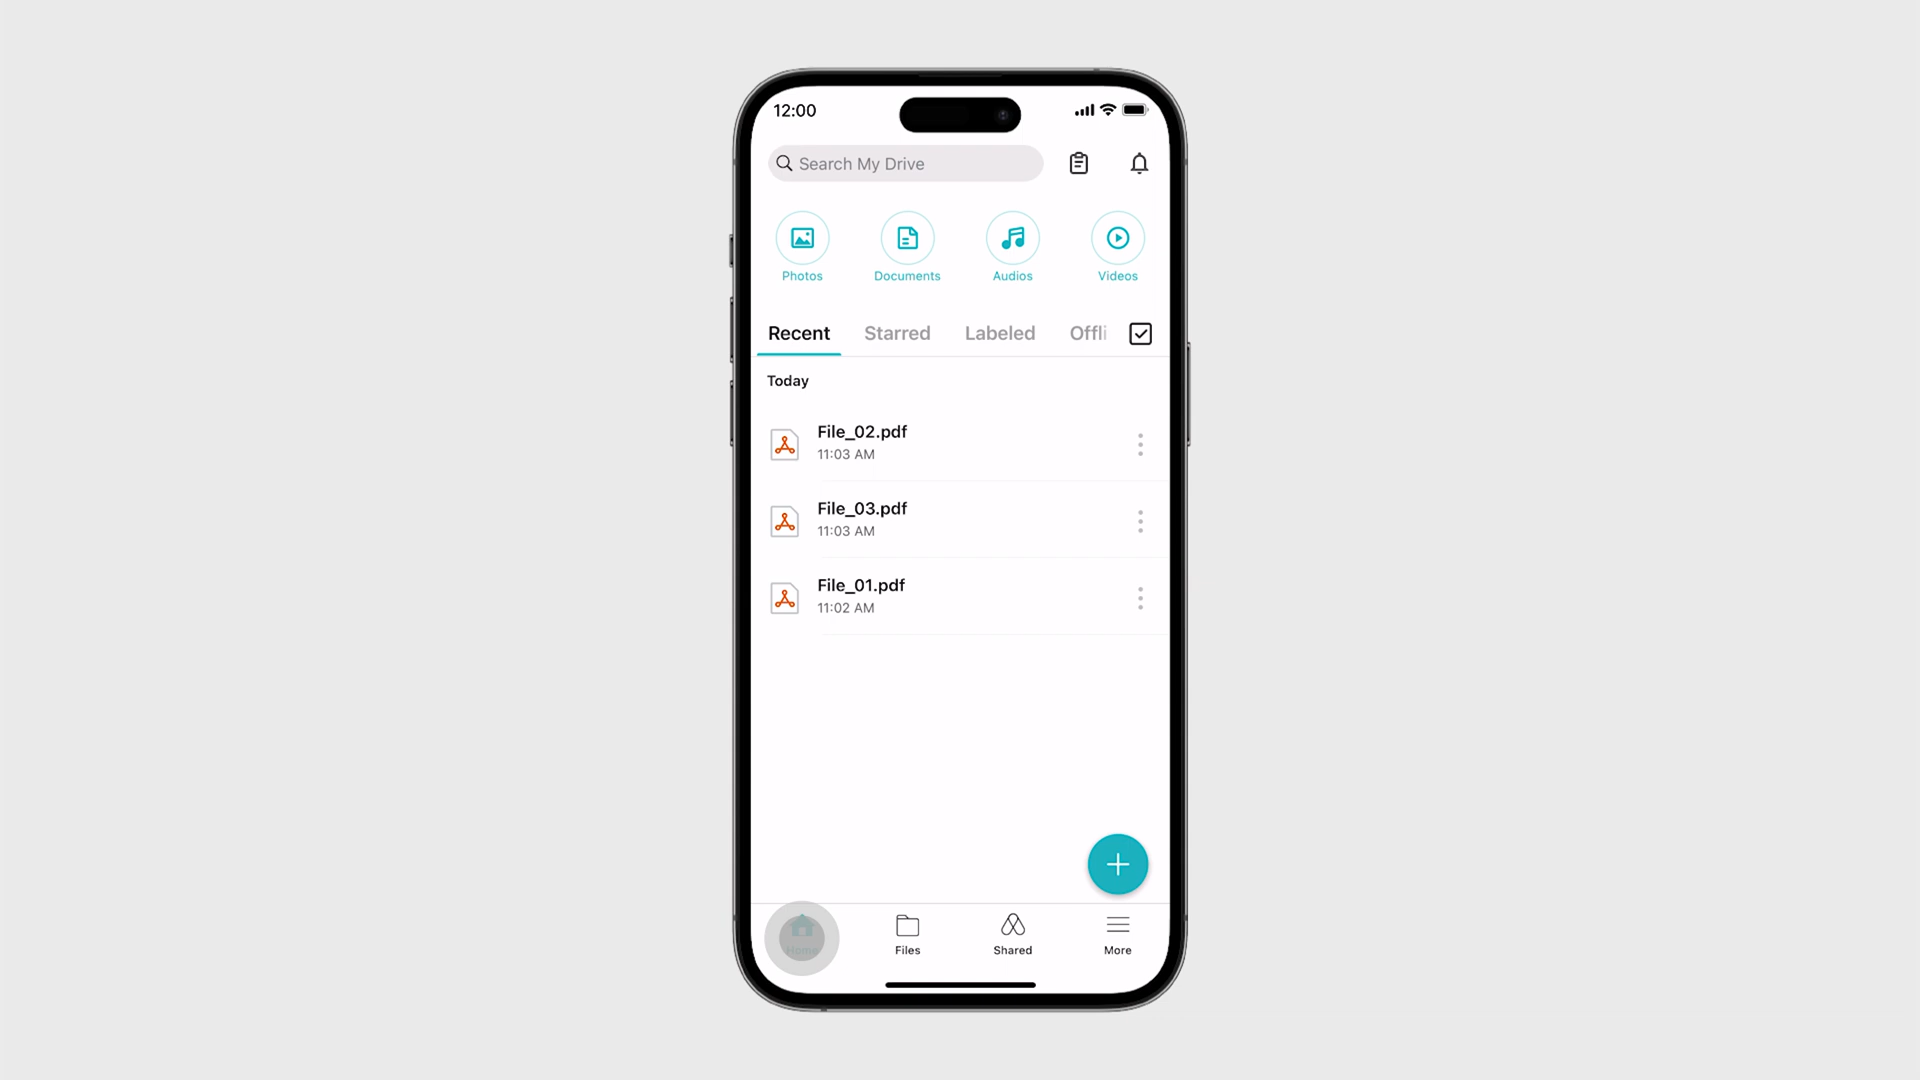 12:00
Search My Drive
Photos
Documents
Audios
Videos
Recent
Starred
Labeled
Offli
Today
File_02.pdf
11:03 AM
File_03.pdf
11:03 AM
File_01.pdf
11:02 AM
Home
Files
Shared
More